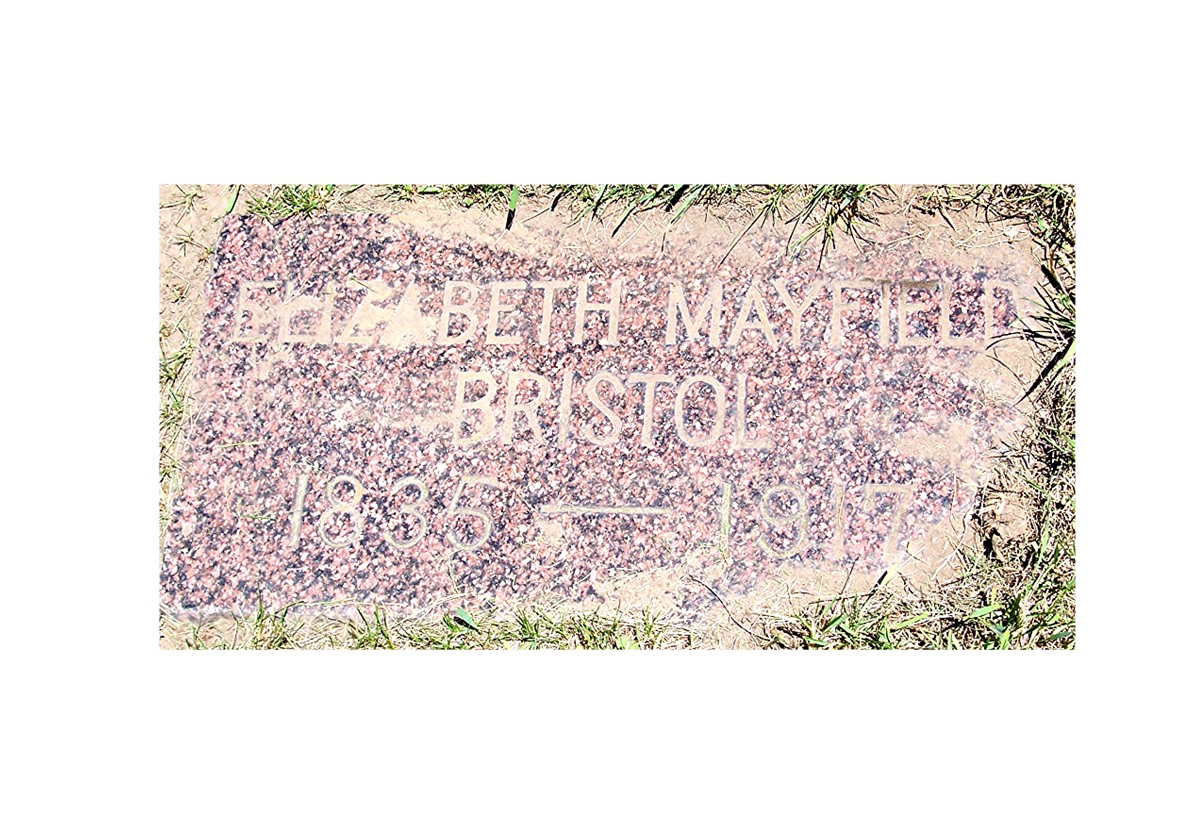 ELIZABETH MAYFIELD
BRISTOL
1835 — 1917